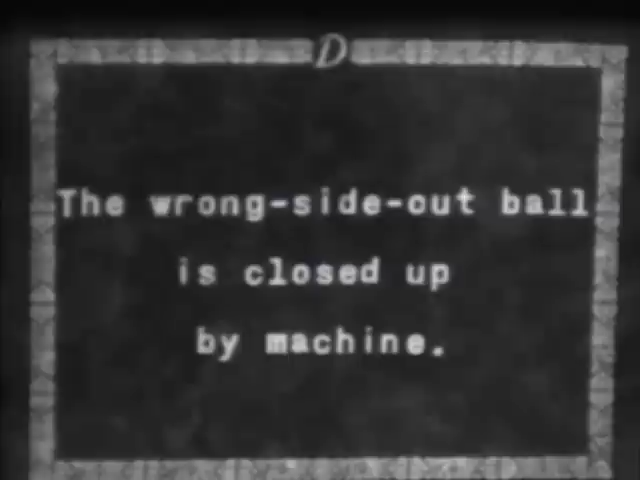 D
The wrong-side-out ball
is closed up
by machine.